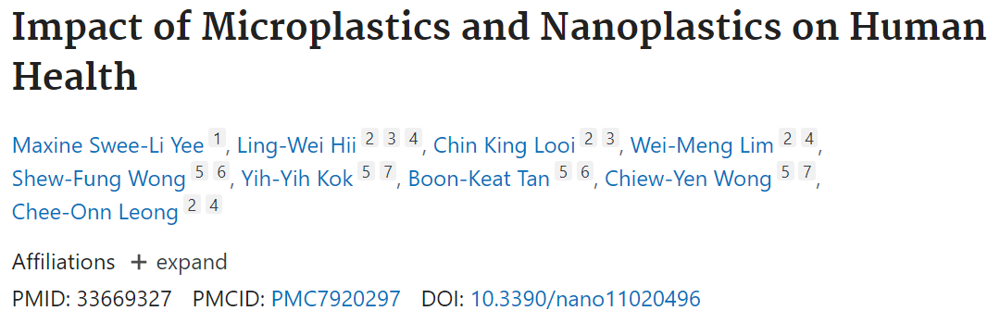 Impact of Microplastics and Nanoplastics on Human
Health
Maxine Swee-Li Yee 1, Ling-Wei Hii 2 3 4, Chin King Looi 2 3, Wei-Meng Lim 2 4,
Shew-Fung Wong 5 6, Yih-Yih Kok 5 7, Boon-Keat Tan 5 6, Chiew-Yen Wong 5 7,
Chee-Onn Leong 2 4
Affiliations + expand
PMID: 33669327 PMCID: PMC7920297 DOI: 10.3390/nano11020496